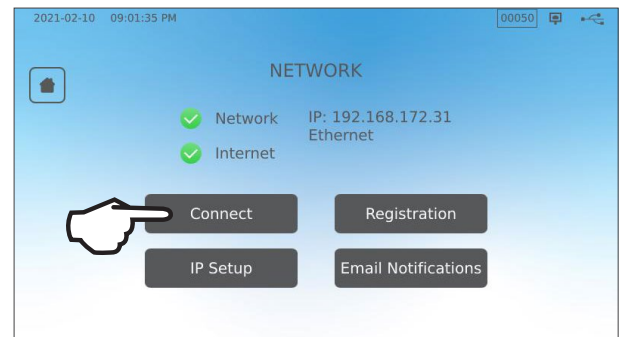 2021-02-10 09:01:35 PM 00050
NETWORK
Network IP: 192.168.172.31
Ethernet
Internet
Connect Registration
IP Setup Email Notifications